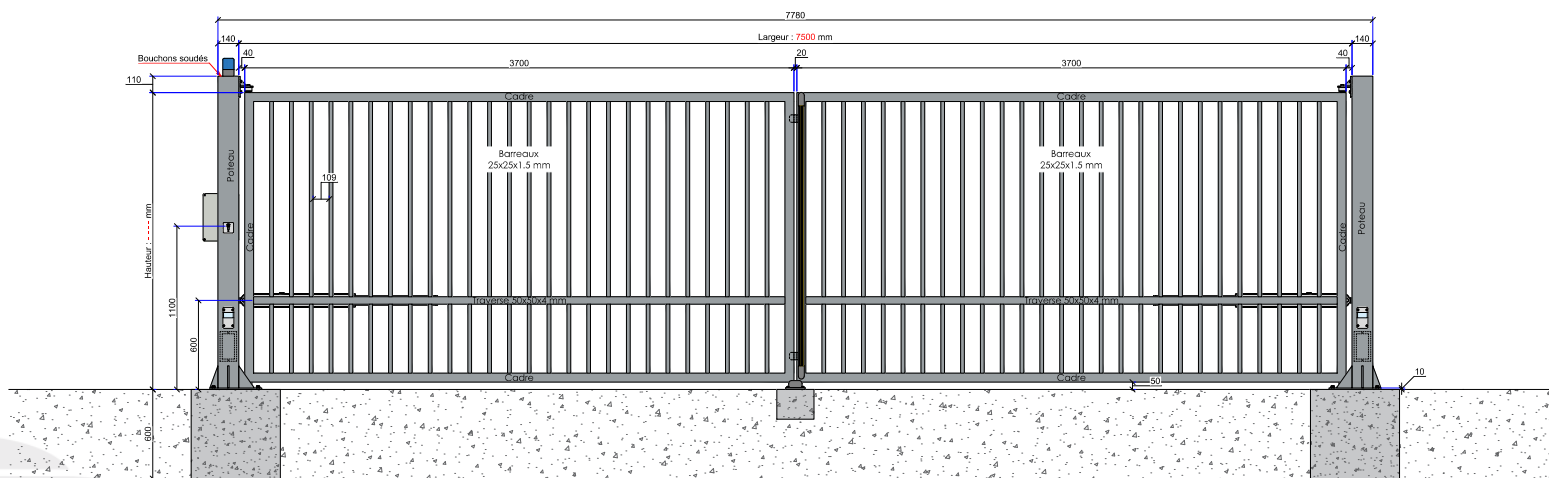 7780
140
Largeur : 7500 mm
140
Bouchons soudés
40
20
40
3700
3700
110
Cadre
Cadre
Poteau
Barreaux
25x25x1.5 mm
Barreaux
25x25x1.5 mm
109
Hauteur : - - - - mm
Cadre
Cadre
Poteau
1100
Traverse 50x50x4 mm
Traverse 50x50x4 mm
600
Cadre
Cadre
50
10
600